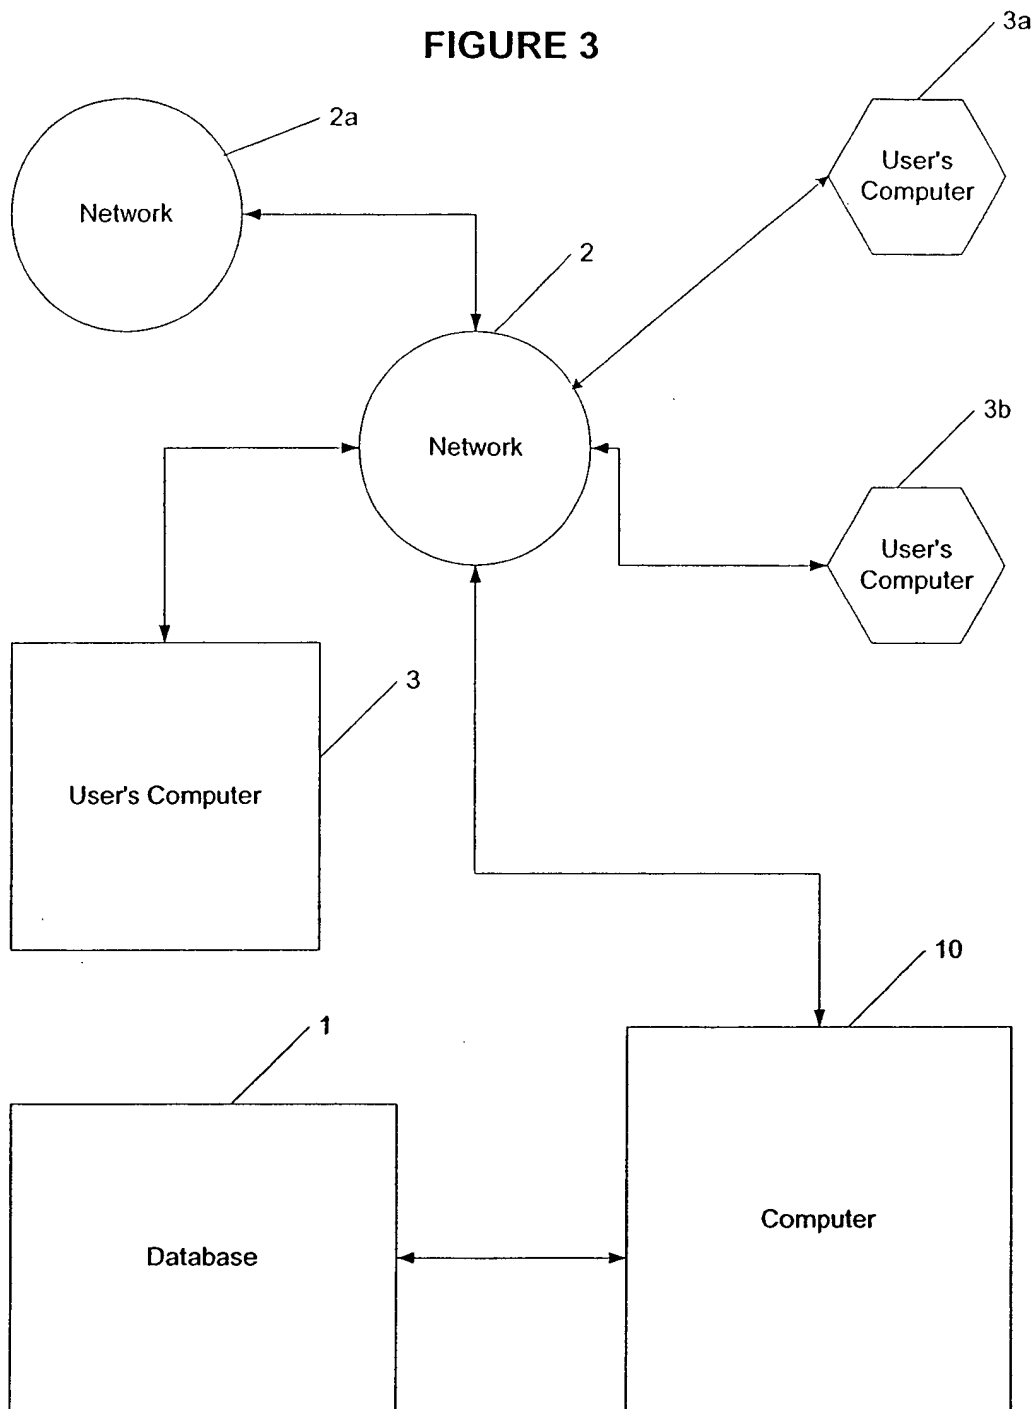 FIGURE 3
3a
2a
User's
Computer
Network
2
3b
Network
User's
Computer
3
User's Computer
10
1
Computer
Database